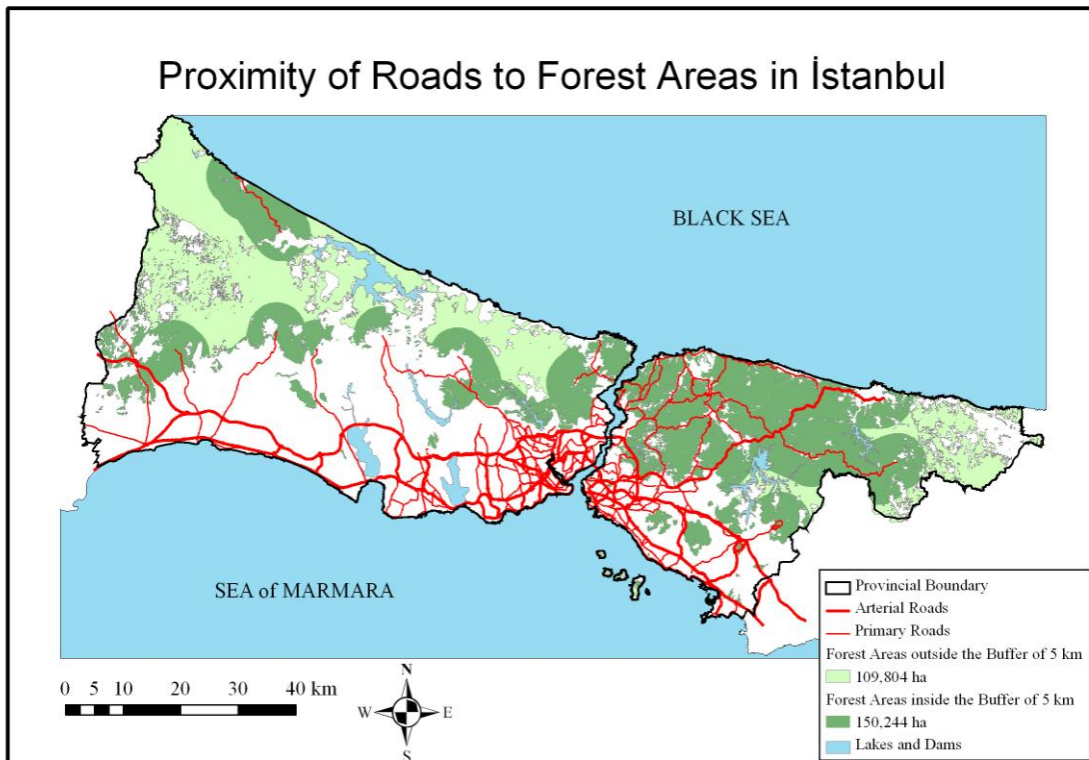 Proximity of Roads to Forest Areas in İstanbul
BLACK SEA
SEA of MARMARA
0 5 10 20 30 40 km
N
W E
S
Provincial Boundary
Arterial Roads
Primary Roads
Forest Areas outside the Buffer of 5 km
109,804 ha
Forest Areas inside the Buffer of 5 km
150,244 ha
Lakes and Dams